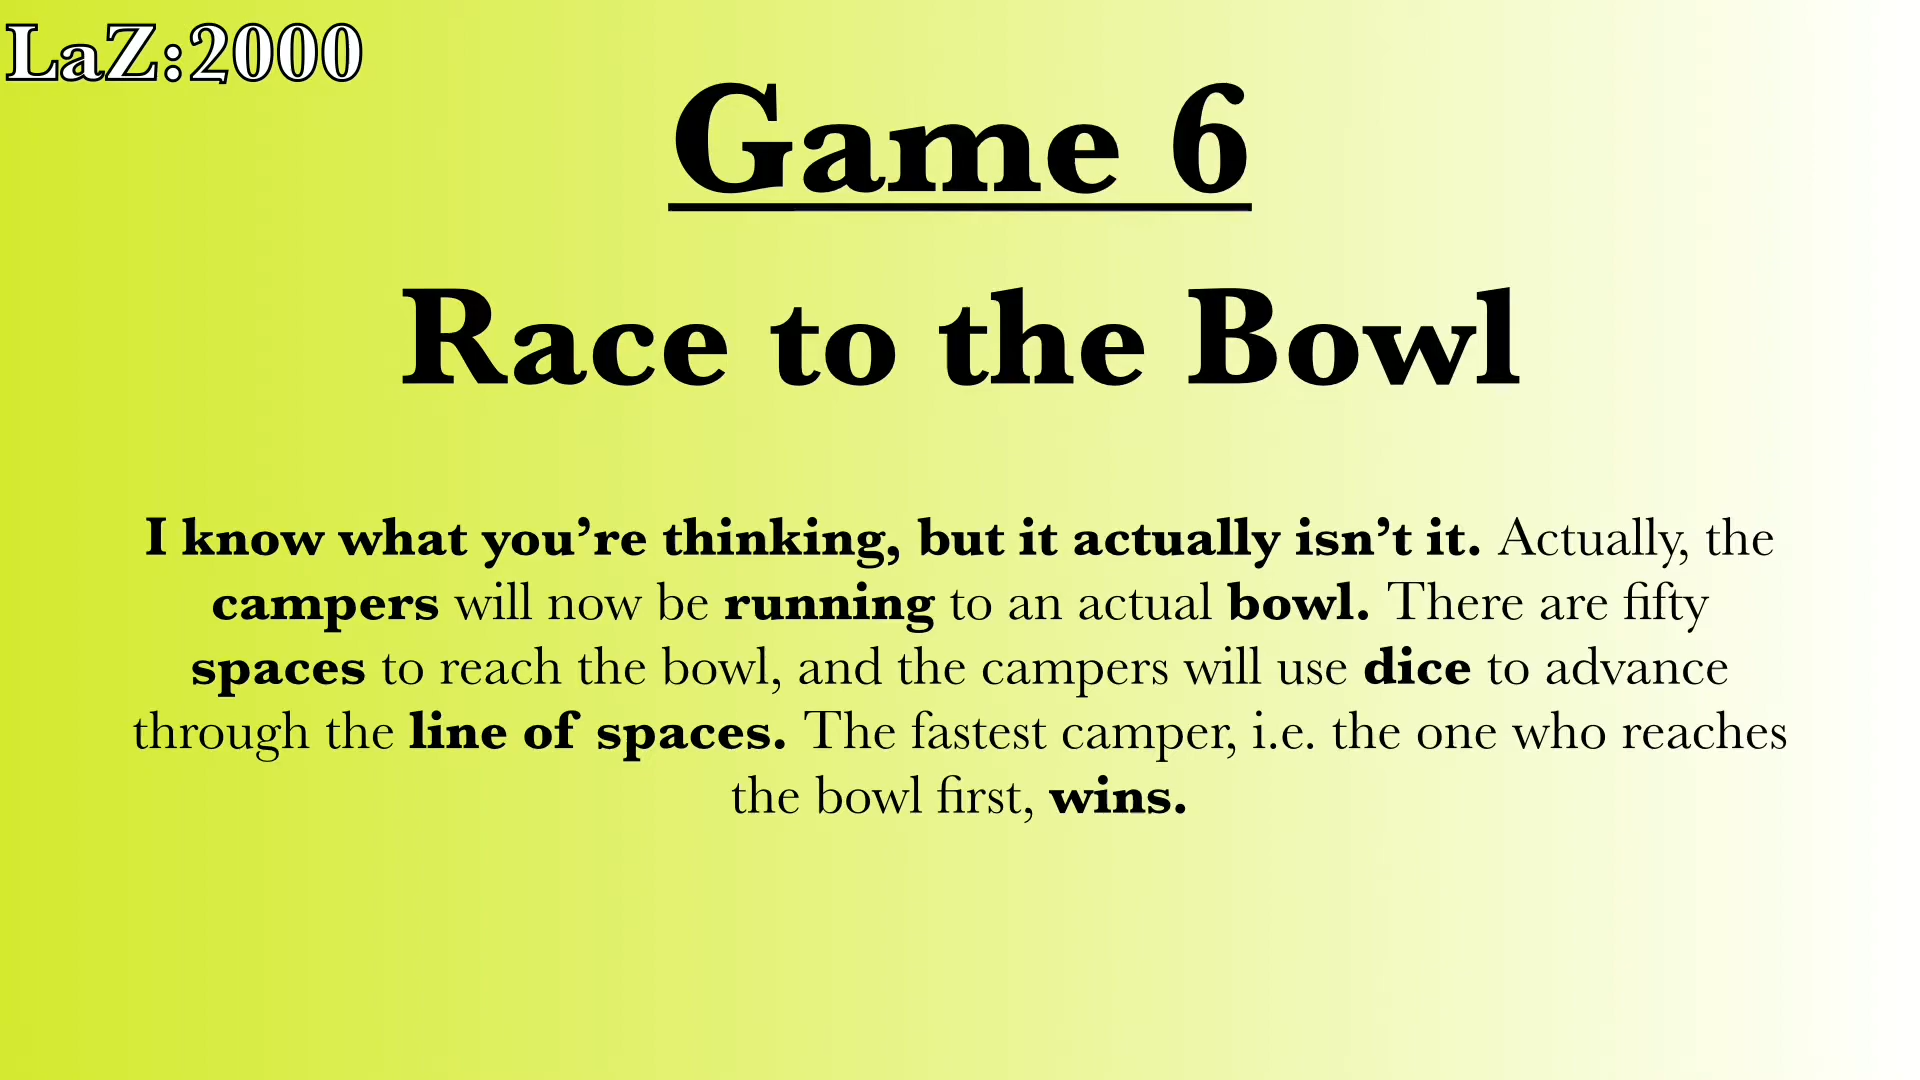 LaZ:2000
Game 6
Race to the Bowl
I know what you’re thinking, but it actually isn’t it. Actually, the
campers will now be running to an actual bowl. There are fifty
spaces to reach the bowl, and the campers will use dice to advance
through the line of spaces. The fastest camper, i.e. the one who reaches
the bowl first, wins.